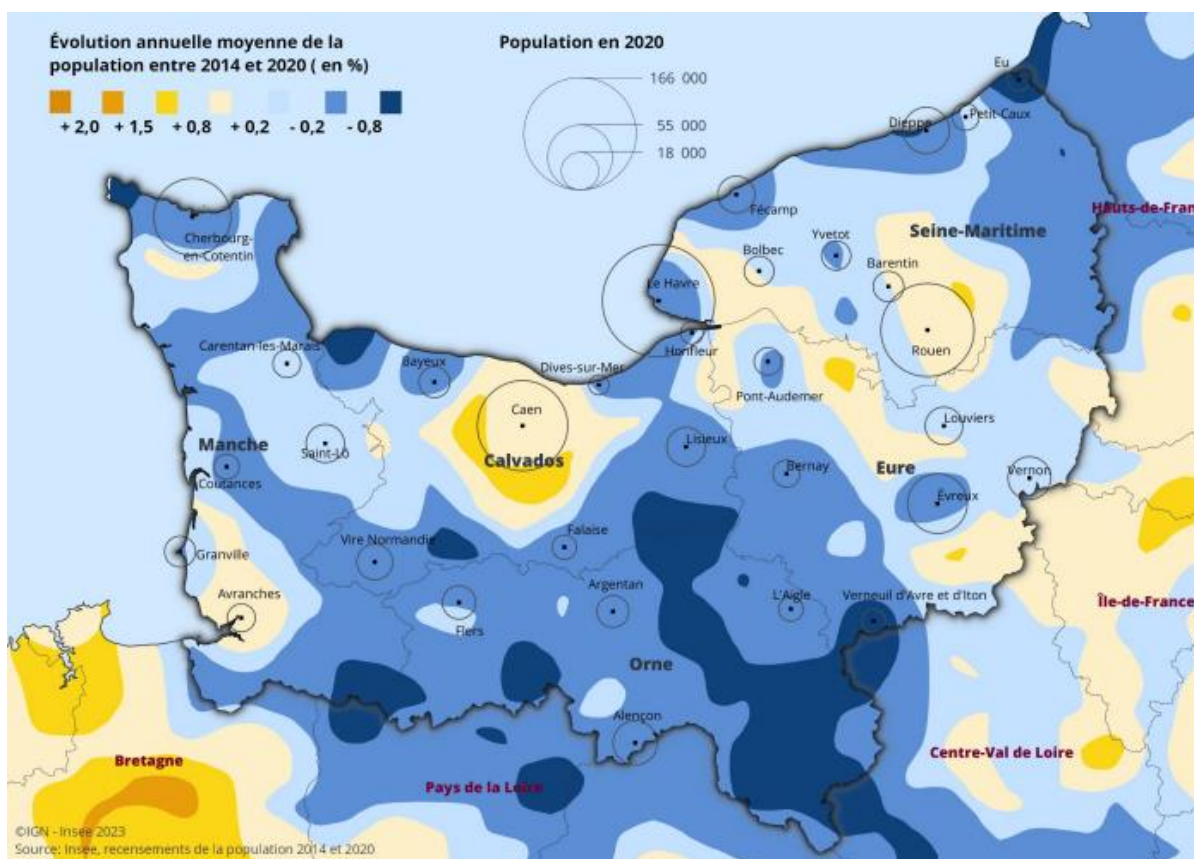 Évolution annuelle moyenne de la
population entre 2014 et 2020 ( en %)
+ 2,0 + 1,5 + 0,8 + 0,2 - 0,2 - 0,8
Population en 2020
166 000
55 000
18 000
Eu
Petit-Caux
Dieppe
Hauts-de-Fran
Fécamp
Cherbourg-
en-Cotentin
Yvetot
Seine-Maritime
Bolbec
Barentin
Le Havre
Honfleur
Rouen
Carentan-les-Marais
Bayeux
Dives-sur-Mer
Pont-Audemer
Caen
Louviers
Manche
Saint-Lô
Calvados
Lisieux
Bernay
Eure
Vernon
Coutances
Évreux
Granville
Vire Normandie
Falaise
Avranches
Flers
Argentan
L'Aigle
Verneuil d'Avre et d'Iton
Île-de-France
Orne
Alençon
Bretagne
Pays de la Loire
Centre-Val de Loire
©IGN - Insee 2023
Source: Insee, recensements de la population 2014 et 2020